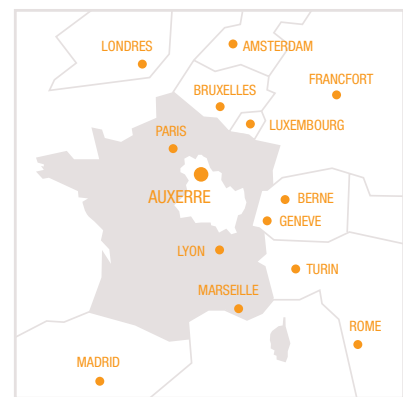 LONDRES
AMSTERDAM
FRANCFORT
BRUXELLES
LUXEMBOURG
PARIS
AUXERRE
BERNE
GENEVE
LYON
TURIN
MARSEILLE
ROME
MADRID